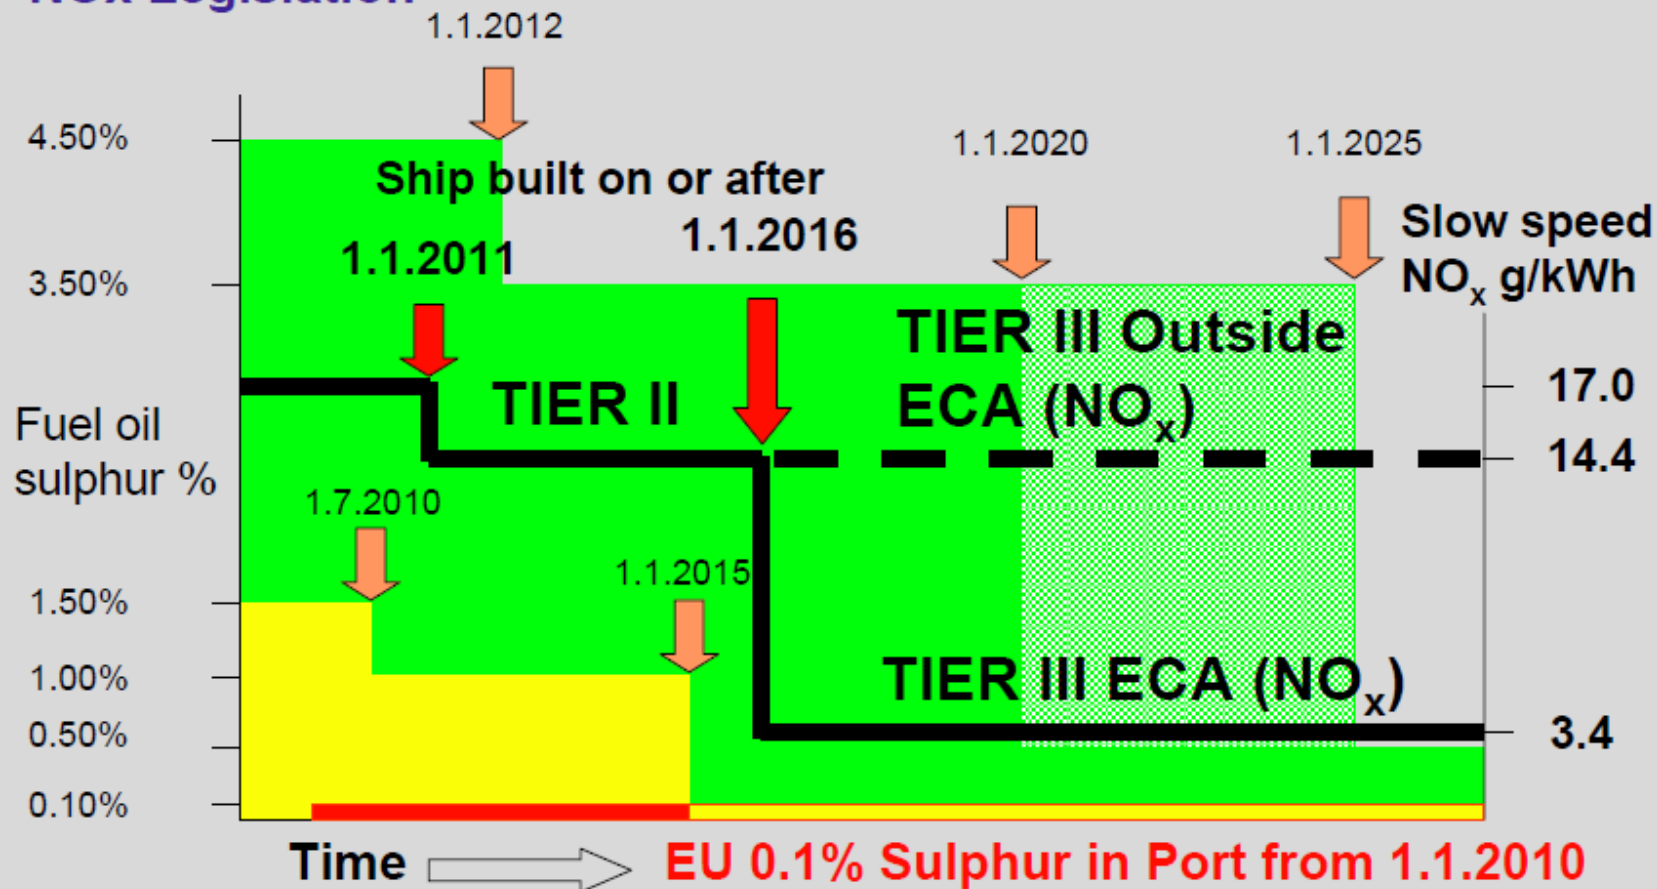 NOx Legislation
1.1.2012
4.50%
1.1.2020
1.1.2025
Ship built on or after
1.1.2011
1.1.2016
Slow speed
NOx g/kWh
3.50%
TIER III Outside
ECA (NOx)
TIER II
17.0
14.4
Fuel oil
sulphur %
1.7.2010
1.1.2015
1.50%
1.00%
TIER III ECA (NOx)
0.50%
3.4
0.10%
Time
EU 0.1% Sulphur in Port from 1.1.2010